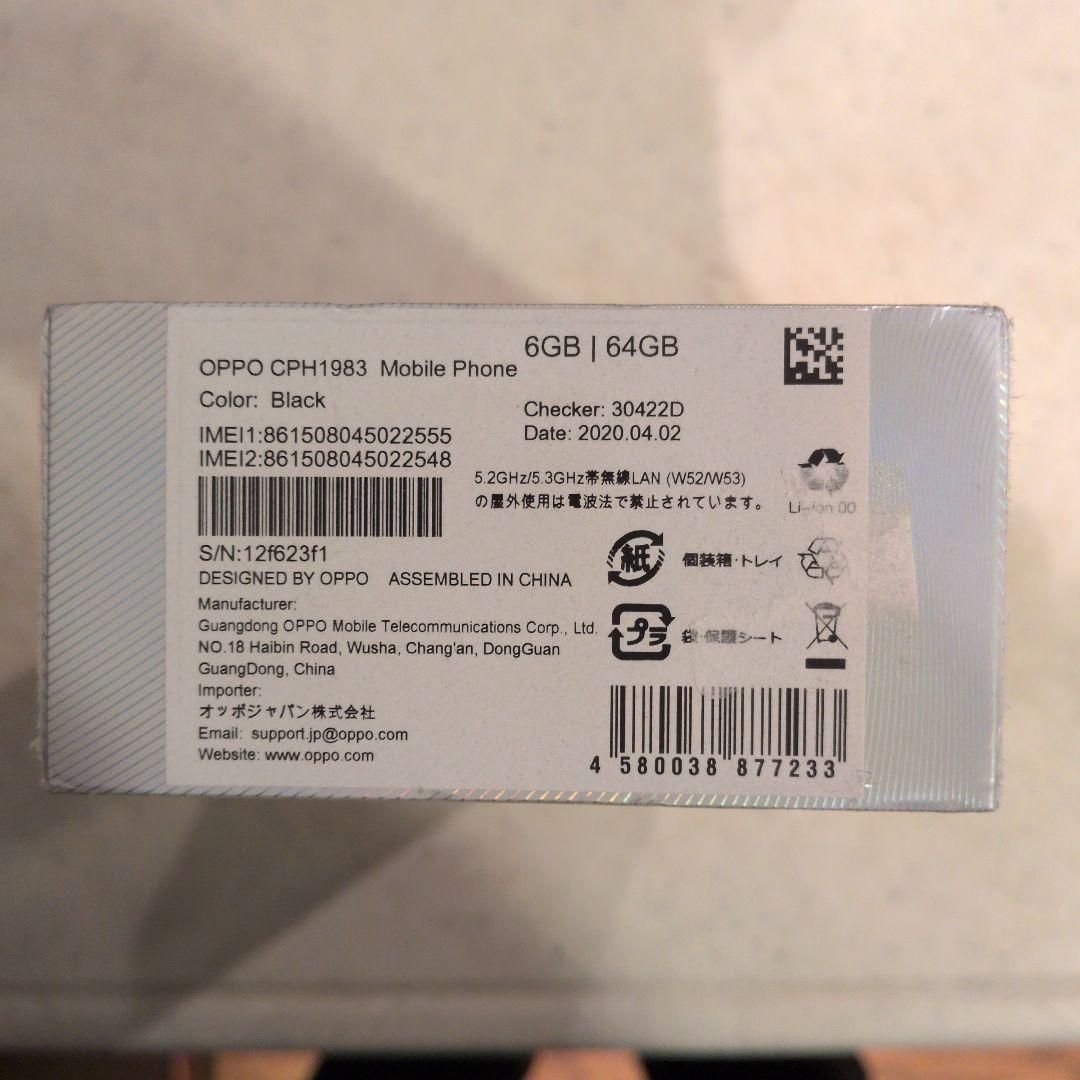 OPPO CPH1983 Mobile Phone
6GB | 64GB
Color: Black
Checker: 30422D
Date: 2020.04.02
IMEI1:861508045022555
IMEI2:861508045022548
5.2GHz/5.3GHz帯無線LAN (W52/W53)
の屋外使用は電波法で禁止されています。
Li-ion 00
S/N:12f623f1
DESIGNED BY OPPO ASSEMBLED IN CHINA
紙 個装箱・トレイ
Manufacturer:
Guangdong OPPO Mobile Telecommunications Corp., Ltd.
NO.18 Haibin Road, Wusha, Chang'an, DongGuan
GuangDong, China
プラ 袋・保護シート
Importer:
オッポジャパン株式会社
Email: support.jp@oppo.com
Website: www.oppo.com
4 580038 877233